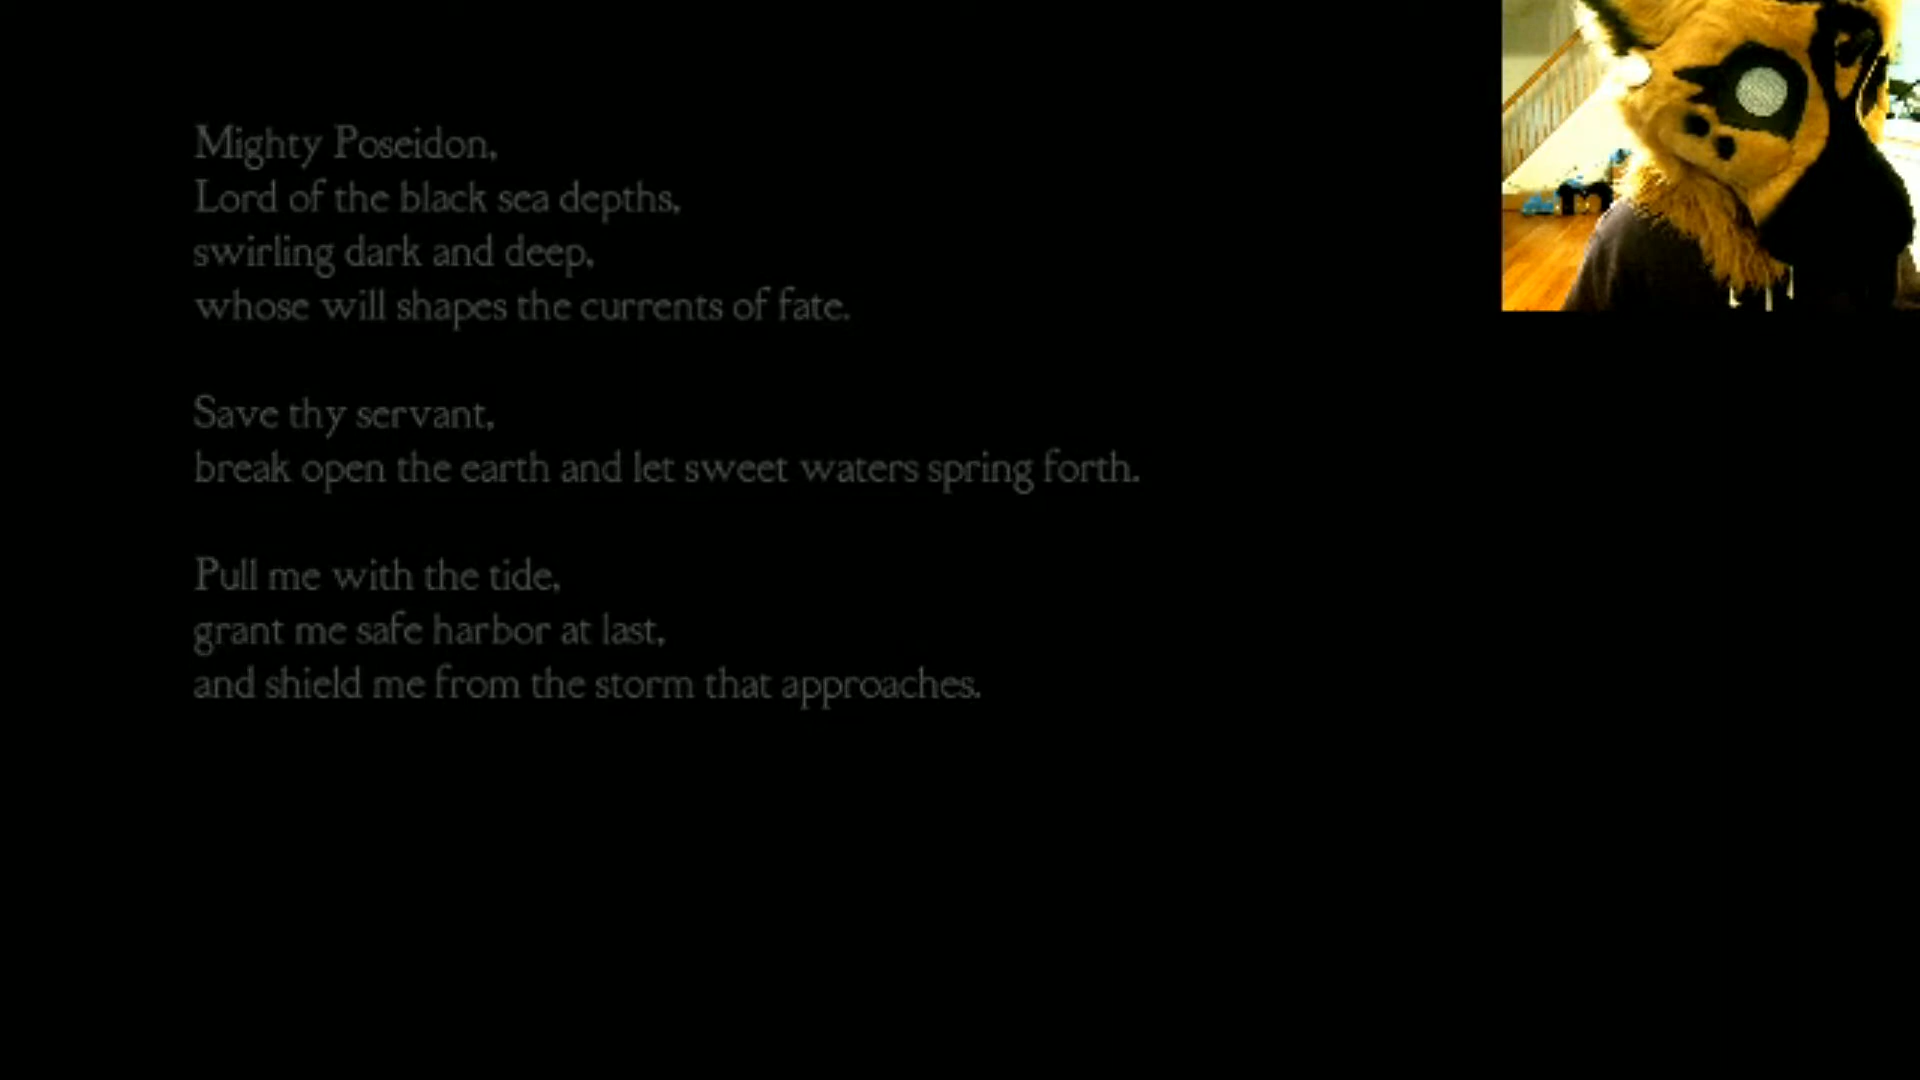 Mighty Poseidon,
Lord of the black sea depths,
swirling dark and deep,
whose will shapes the currents of fate.
Save thy servant,
break open the earth and let sweet waters spring forth.
Pull me with the tide,
grant me safe harbor at last,
and shield me from the storm that approaches.